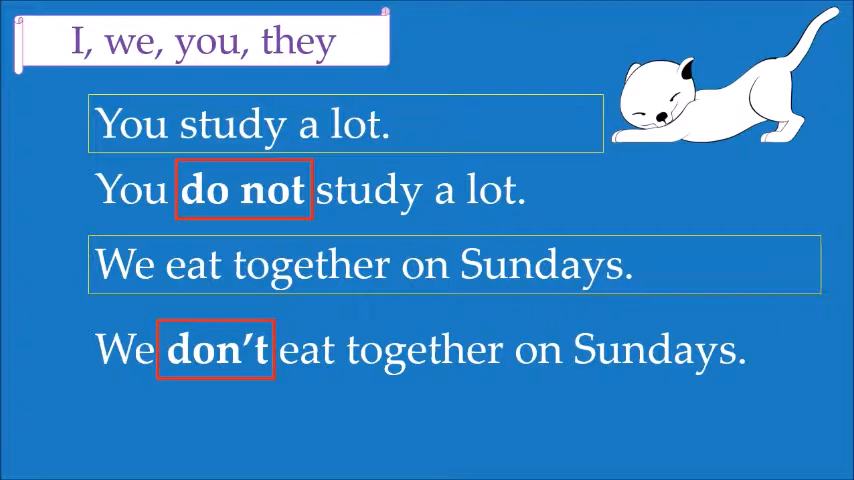 I, we, you, they
You study a lot.
You do not study a lot.
We eat together on Sundays.
We don’t eat together on Sundays.